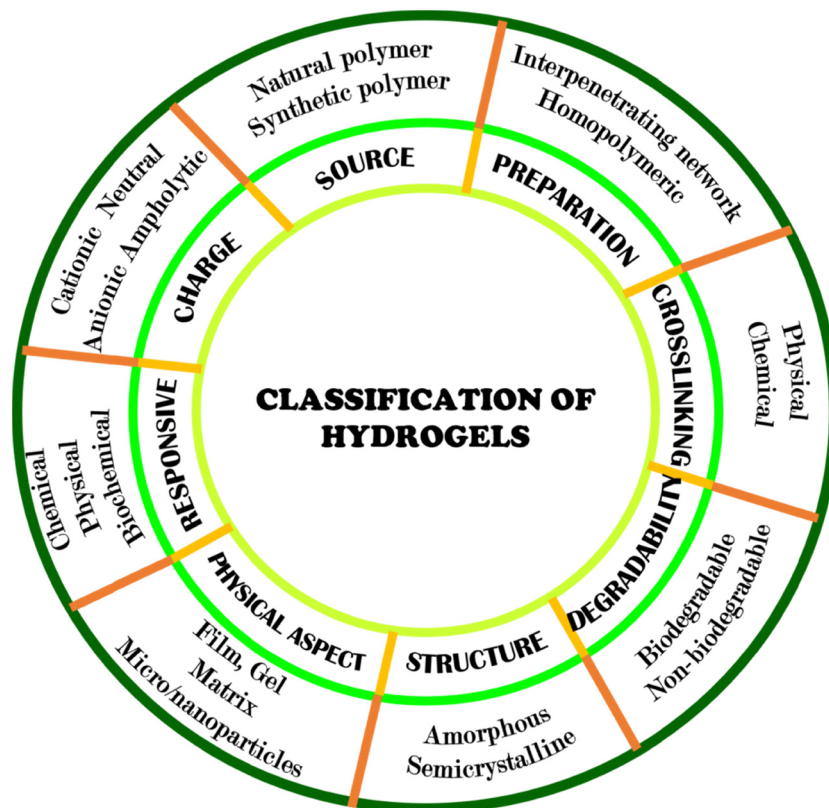 CLASSIFICATION OF
HYDROGELS
SOURCE
Natural polymer
Synthetic polymer
PREPARATION
Interpenetrating network
Homopolymeric
CROSSLINKING
Physical
Chemical
DEGRADABILITY
Biodegradable
Non-biodegradable
STRUCTURE
Amorphous
Semicrystalline
PHYSICAL ASPECT
Film, Gel
Matrix
Micro/nanoparticles
RESPONSIVE
Chemical
Physical
Biochemical
CHARGE
Cationic Neutral
Anionic Ampholytic